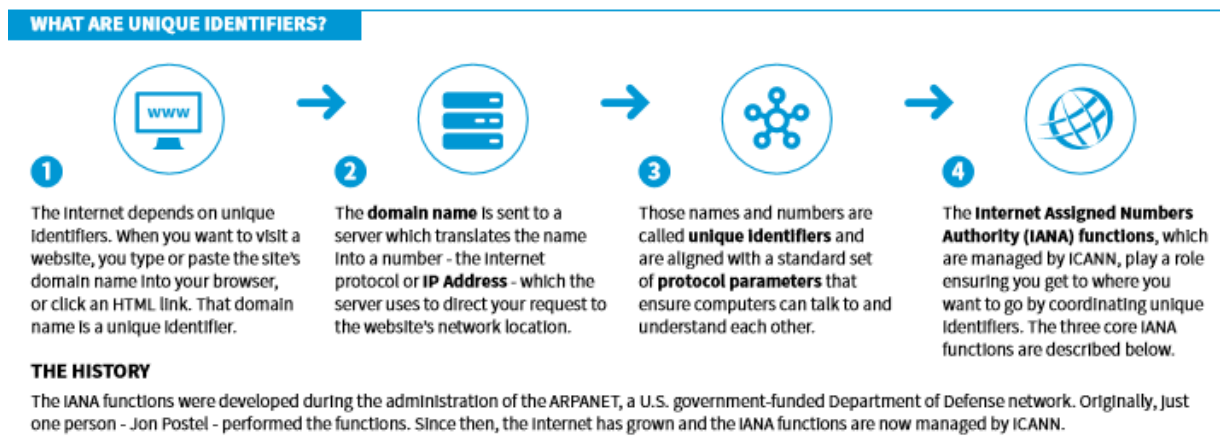 WHAT ARE UNIQUE IDENTIFIERS?
www
1
The Internet depends on unique
identifiers. When you want to visit a
website, you type or paste the site's
domain name into your browser,
or click an HTML link. That domain
name is a unique identifier.
2
The domain name is sent to a
server which translates the name
into a number - the Internet
protocol or IP Address - which the
server uses to direct your request to
the website's network location.
3
Those names and numbers are
called unique identifiers and
are aligned with a standard set
of protocol parameters that
ensure computers can talk to and
understand each other.
4
The Internet Assigned Numbers
Authority (IANA) functions, which
are managed by ICANN, play a role
ensuring you get to where you
want to go by coordinating unique
identifiers. The three core IANA
functions are described below.
THE HISTORY
The IANA functions were developed during the administration of the ARPANET, a U.S. government-funded Department of Defense network. Originally, just
one person - Jon Postel - performed the functions. Since then, the Internet has grown and the IANA functions are now managed by ICANN.